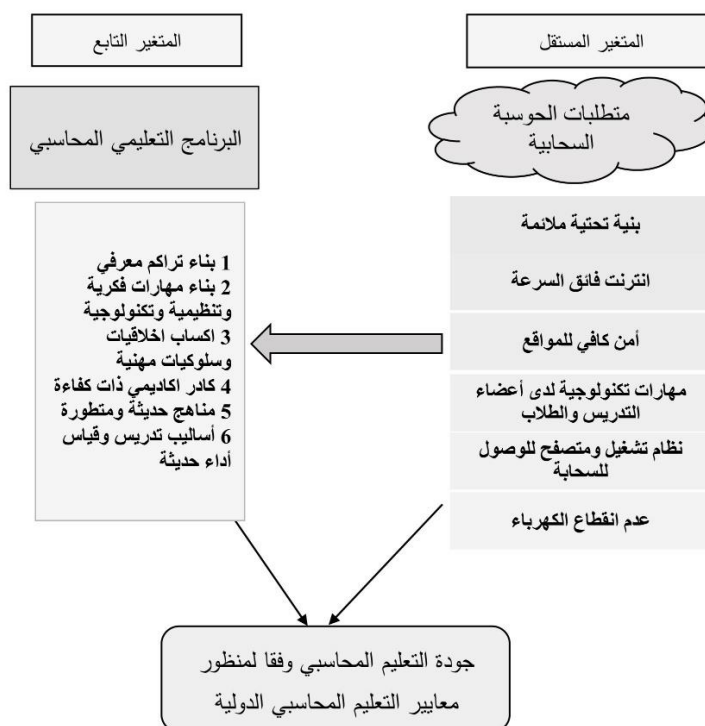 المتغير المستقل
المتغير التابع
متطلبات الحوسبة
السحابية
البرنامج التعليمي المحاسبي
بنية تحتية ملائمة
انترنت فائق السرعة
أمن كافي للمواقع
مهارات تكنولوجية لدى أعضاء
التدريس والطلاب
نظام تشغيل ومتصفح للوصول
للسحابة
عدم انقطاع الكهرباء
1 بناء تراكم معرفي
2 بناء مهارات فكرية
وتنظيمية وتكنولوجية
3 اكساب اخلاقيات
وسلوكيات مهنية
4 كادر اكاديمي ذات كفاءة
5 مناهج حديثة ومتطورة
6 أساليب تدريس وقياس
أداء حديثة
جودة التعليم المحاسبي وفقا لمنظور
معايير التعليم المحاسبي الدولية